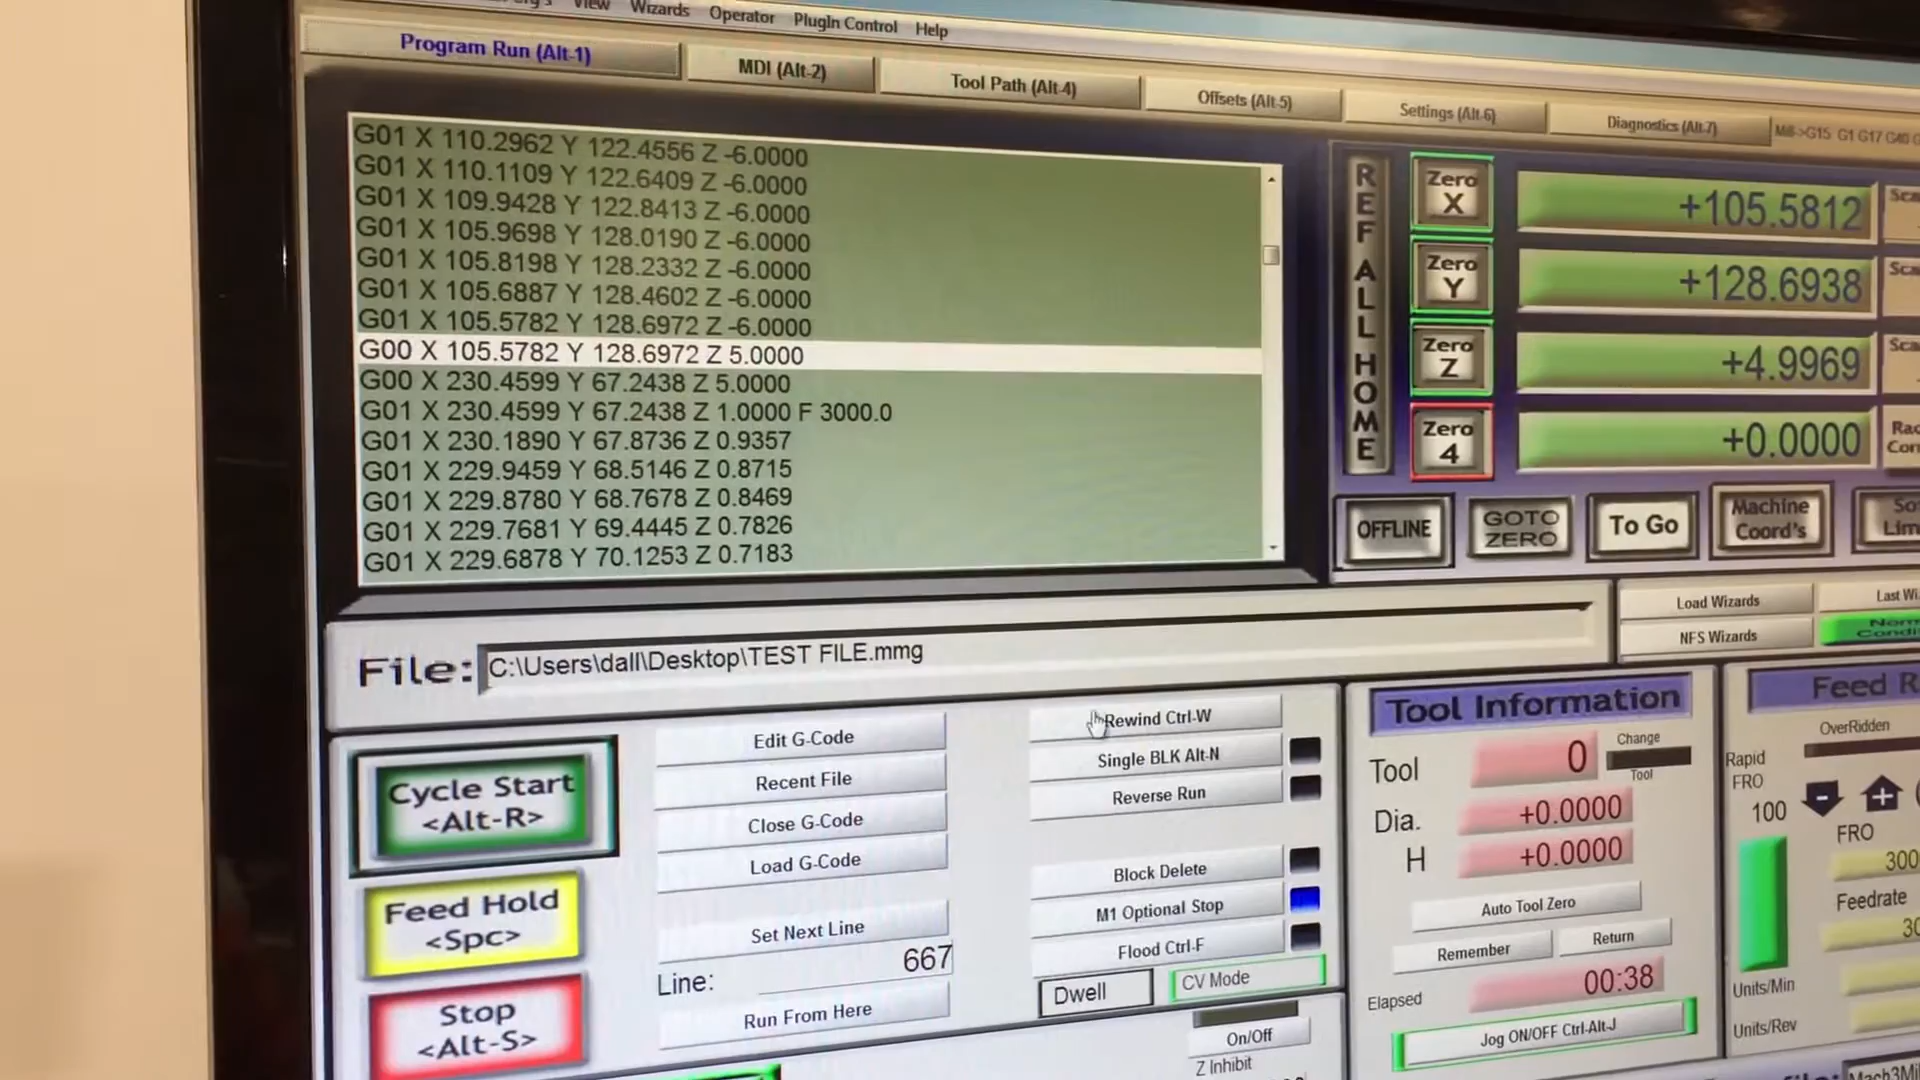 View Wizards Operator PlugIn Control Help
Program Run (Alt-1)
MDI (Alt-2)
Tool Path (Alt-4)
Offsets (Alt-5)
Settings (Alt-6)
Diagnostics (Alt-7)
Mill->G15 G1 G17 G40
G01 X 110.2962 Y 122.4556 Z -6.0000
G01 X 110.1109 Y 122.6409 Z -6.0000
G01 X 109.9428 Y 122.8413 Z -6.0000
G01 X 105.9698 Y 128.0190 Z -6.0000
G01 X 105.8198 Y 128.2332 Z -6.0000
G01 X 105.6887 Y 128.4602 Z -6.0000
G01 X 105.5782 Y 128.6972 Z -6.0000
G00 X 105.5782 Y 128.6972 Z 5.0000
G00 X 230.4599 Y 67.2438 Z 5.0000
G01 X 230.4599 Y 67.2438 Z 1.0000 F 3000.0
G01 X 230.1890 Y 67.8736 Z 0.9357
G01 X 229.9459 Y 68.5146 Z 0.8715
G01 X 229.8780 Y 68.7678 Z 0.8469
G01 X 229.7681 Y 69.4445 Z 0.7826
G01 X 229.6878 Y 70.1253 Z 0.7183
REF ALL HOME
Zero X
+105.5812
Zero Y
+128.6938
Zero Z
+4.9969
Zero 4
+0.0000
OFFLINE
GOTO ZERO
To Go
Machine Coord's
Load Wizards
NFS Wizards
File: C:\Users\dall\Desktop\TEST FILE.mmg
Cycle Start
<Alt-R>
Feed Hold
<Spc>
Stop
<Alt-S>
Edit G-Code
Recent File
Close G-Code
Load G-Code
Set Next Line
Line: 667
Run From Here
Rewind Ctrl-W
Single BLK Alt-N
Reverse Run
Block Delete
M1 Optional Stop
Flood Ctrl-F
Dwell
CV Mode
On/Off
Z Inhibit
Tool Information
Tool 0
Change
Tool
Dia. +0.0000
H +0.0000
Auto Tool Zero
Remember
Return
Elapsed 00:38
Jog ON/OFF Ctrl-Alt-J
Feed
OverRidden
Rapid
FRO
100
FRO
Feedrate
Units/Min
Units/Rev